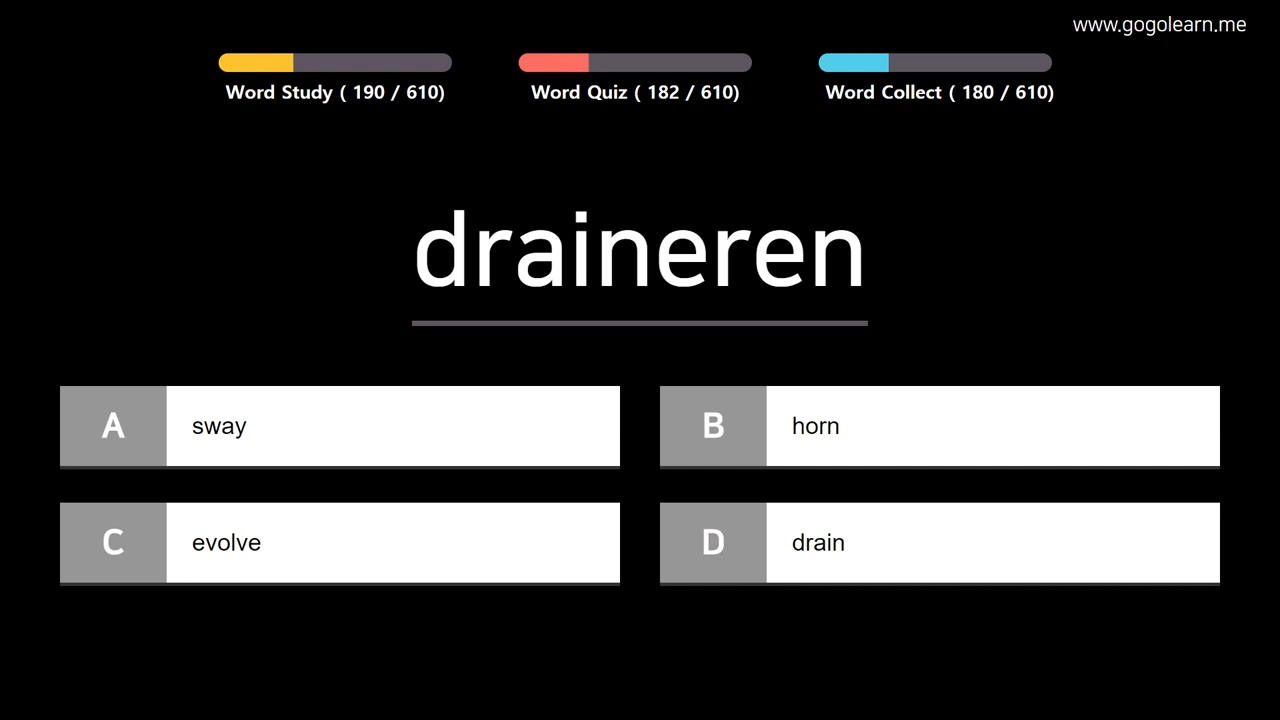 www.gogolearn.me
Word Study ( 190 / 610)
Word Quiz ( 182 / 610)
Word Collect ( 180 / 610)
draineren
A sway
B horn
C evolve
D drain